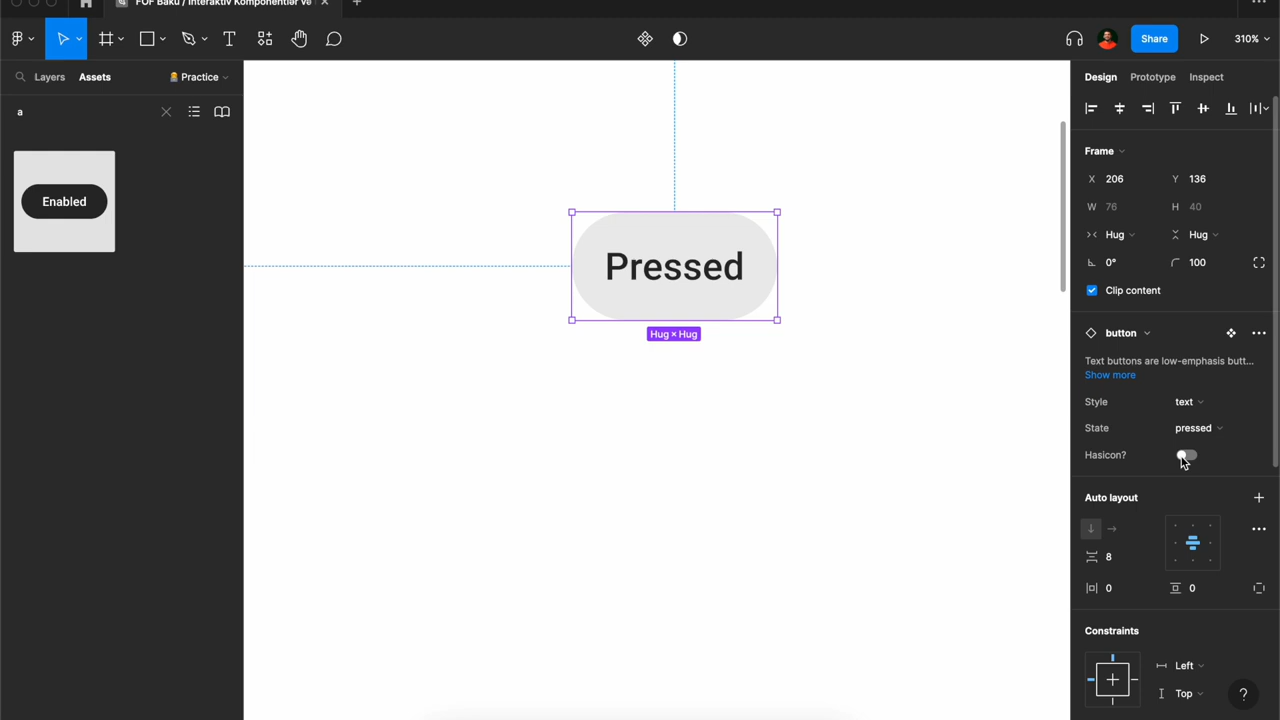 FOF Bakü / İnteraktiv Komponentlər və
310%
Share
Layers
Assets
Practice
Design
Prototype
Inspect
a
Enabled
Pressed
Hug × Hug
Frame
X 206
Y 136
W 76
H 40
Hug
Hug
0°
100
Clip content
button
Text buttons are low-emphasis butt...
Show more
Style text
State pressed
Hasicon?
Auto layout
8
0
0
Constraints
Left
Top
?